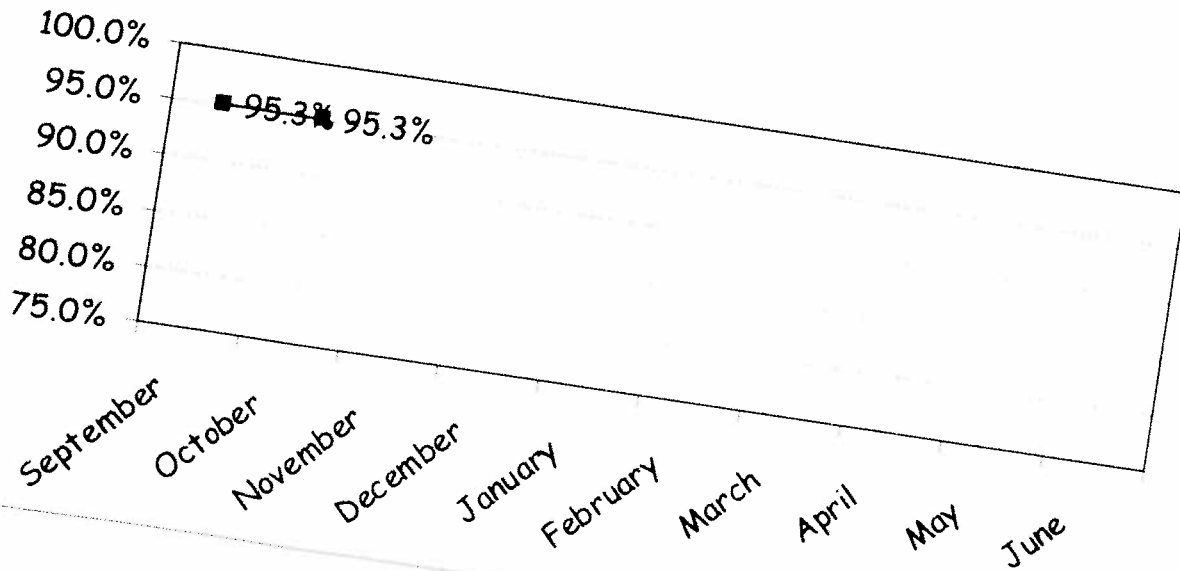 100.0%
95.0%
90.0%
85.0%
80.0%
75.0%
95.3% 95.3%
September
October
November
December
January
February
March
April
May
June